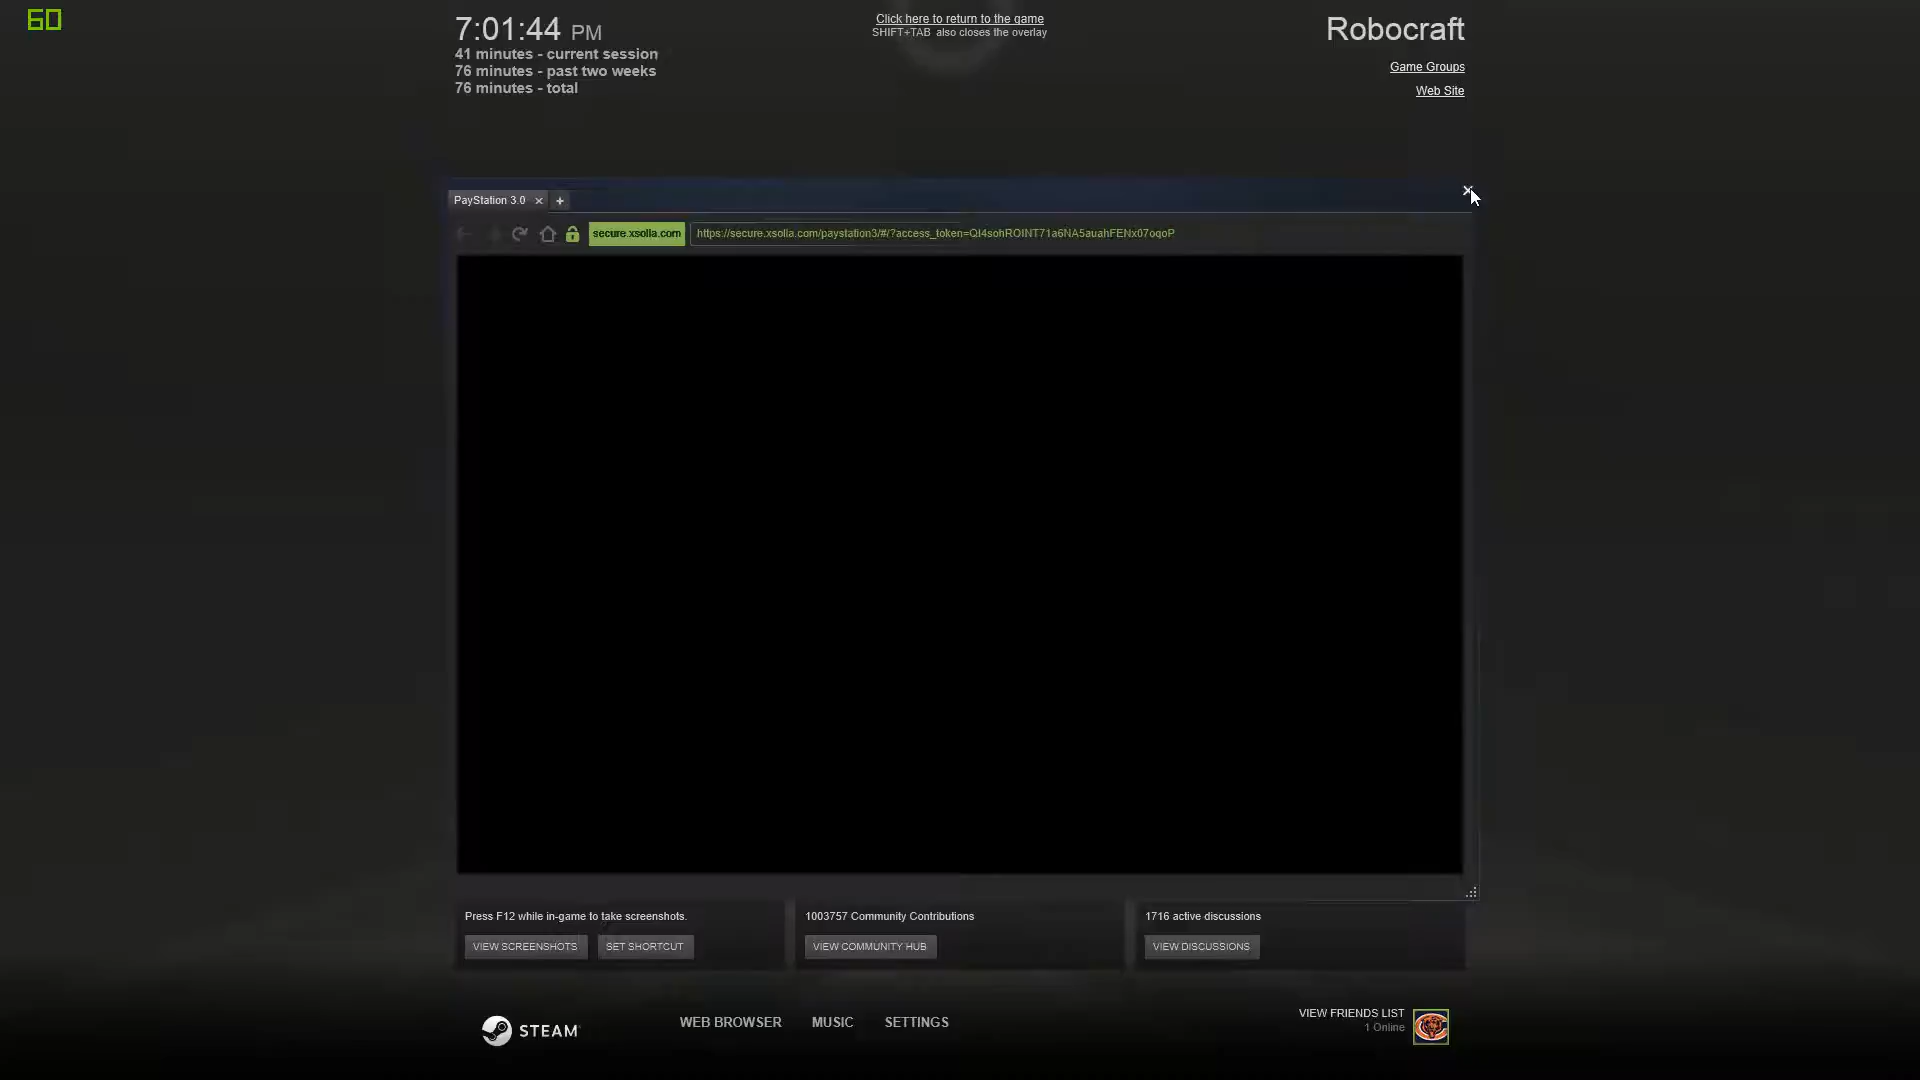 60
7:01:44 PM
41 minutes - current session
76 minutes - past two weeks
76 minutes - total
Click here to return to the game
SHIFT+TAB also closes the overlay
Robocraft
Game Groups
Web Site
PayStation 3.0
secure.xsolla.com
Press F12 while in-game to take screenshots.
VIEW SCREENSHOTS
SET SHORTCUT
1003757 Community Contributions
VIEW COMMUNITY HUB
1716 active discussions
VIEW DISCUSSIONS
STEAM
WEB BROWSER
MUSIC
SETTINGS
VIEW FRIENDS LIST
1 Online